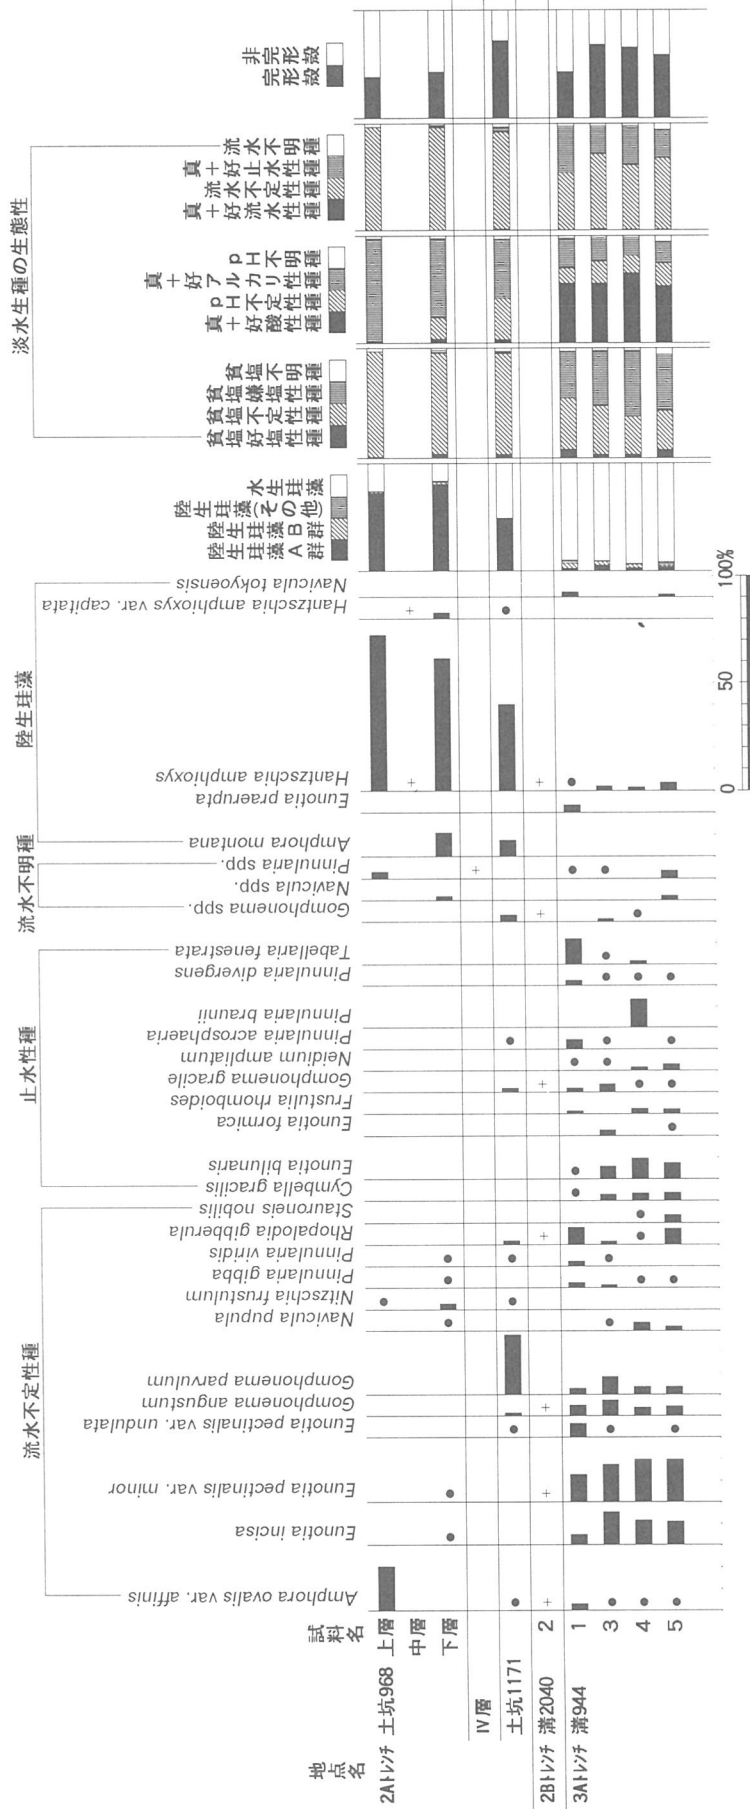 淡水生種の生態性
流水不定性種
止水性種
流水不明種
陸生珪藻
Amphora ovalis var. affinis
Eunotia incisa
Eunotia pectinalis var. minor
Eunotia pectinalis var. undulata
Gomphonema angustum
Gomphonema parvulum
Navicula pupula
Nitzschia frustulum
Pinnularia gibba
Pinnularia viridis
Rhopalodia gibberula
Stauroneis nobilis
Cymbella gracilis
Eunotia bilunaris
Eunotia formica
Frustulia rhomboides
Gomphonema gracile
Neidium ampliatum
Pinnularia acrosphaeria
Pinnularia braunii
Pinnularia divergens
Tabellaria fenestrata
Gomphonema spp.
Navicula spp.
Pinnularia spp.
Amphora montana
Eunotia praerupta
Hantzschia amphioxys
Hantzschia amphioxys var. capitata
Navicula tokyoensis
陸生珪藻A群
陸生珪藻B群
陸生珪藻(その他)
水生珪藻
貧塩好塩性種
貧塩不定性種
貧塩嫌塩性種
貧塩不明種
真+好酸性種
pH不定性種
真+好アルカリ性種
pH不明種
真+好流水性種
流水不定性種
真+好止水性種
流水不明種
完形殻
非完形殻
地点名
試料名
2Aトレンチ 土坑968 上層
中層
下層
IV層
土坑1171
2Bトレンチ 溝2040 2
3Aトレンチ 溝944 1
3
4
5
0 50 100%